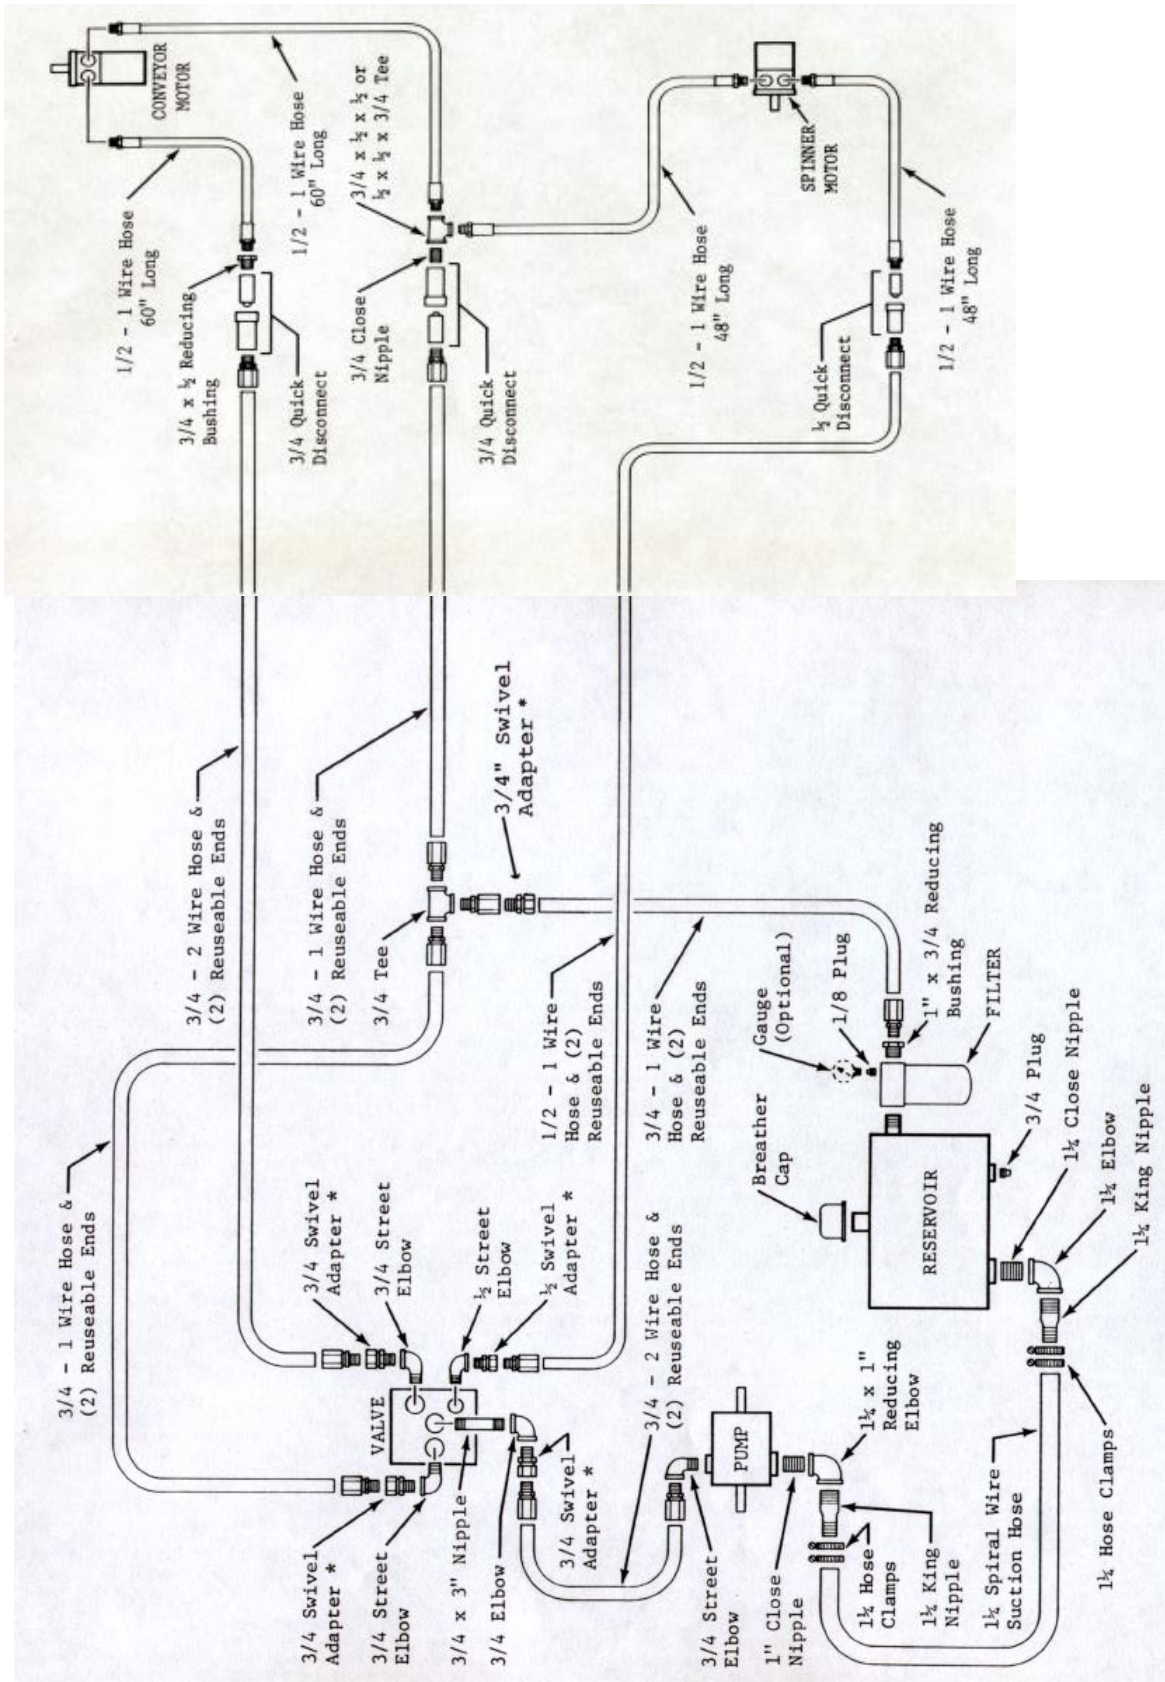 CONVEYOR
MOTOR
1/2 - 1 Wire Hose
60" Long
3/4 x ½ Reducing
Bushing
3/4 Quick
Disconnect
1/2 - 1 Wire Hose
60" Long
3/4 x ½ x ½ or
½ x ½ x 3/4 Tee
3/4 Close
Nipple
3/4 Quick
Disconnect
1/2 - 1 Wire Hose
48" Long
SPINNER
MOTOR
½ Quick
Disconnect
1/2 - 1 Wire Hose
48" Long
3/4 - 2 Wire Hose &
(2) Reuseable Ends
3/4 - 1 Wire Hose &
(2) Reuseable Ends
3/4 Tee
3/4" Swivel
Adapter *
3/4 - 1 Wire Hose &
(2) Reuseable Ends
3/4 Swivel
Adapter *
3/4 Street
Elbow
½ Street
Elbow
½ Swivel
Adapter *
1/2 - 1 Wire
Hose & (2)
Reuseable Ends
3/4 - 1 Wire
Hose & (2)
Reuseable Ends
Gauge
(Optional)
1/8 Plug
1" x 3/4 Reducing
Bushing
FILTER
Breather
Cap
RESERVOIR
3/4 Plug
1¼ Close Nipple
1¼ Elbow
1¼ King Nipple
VALVE
3/4 Swivel
Adapter *
3/4 Street
Elbow
3/4 x 3" Nipple
3/4 Elbow
3/4 Swivel
Adapter *
3/4 - 2 Wire Hose &
(2) Reuseable Ends
PUMP
3/4 Street
Elbow
1" Close
Nipple
1¼ x 1"
Reducing
Elbow
1¼ Hose
Clamps
1¼ King
Nipple
1¼ Spiral Wire
Suction Hose
1¼ Hose Clamps